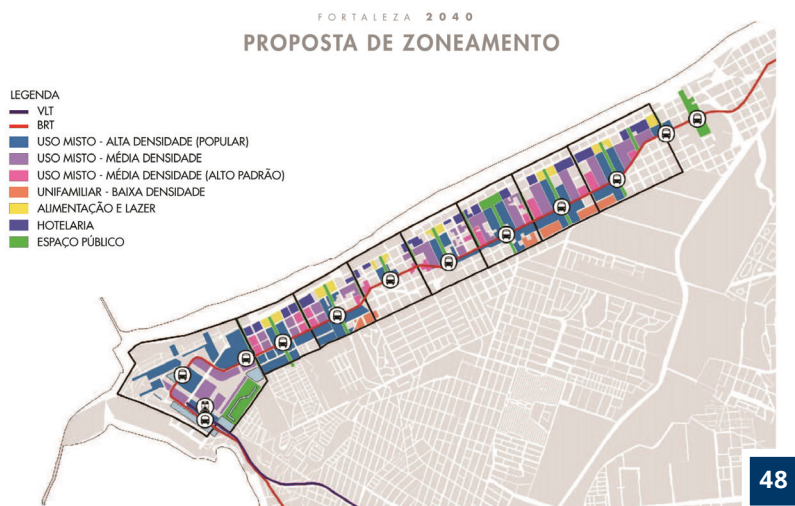 FORTALEZA 2040
PROPOSTA DE ZONEAMENTO
LEGENDA
VLT
BRT
USO MISTO - ALTA DENSIDADE (POPULAR)
USO MISTO - MÉDIA DENSIDADE
USO MISTO - MÉDIA DENSIDADE (ALTO PADRÃO)
UNIFAMILIAR - BAIXA DENSIDADE
ALIMENTAÇÃO E LAZER
HOTELARIA
ESPAÇO PÚBLICO
48